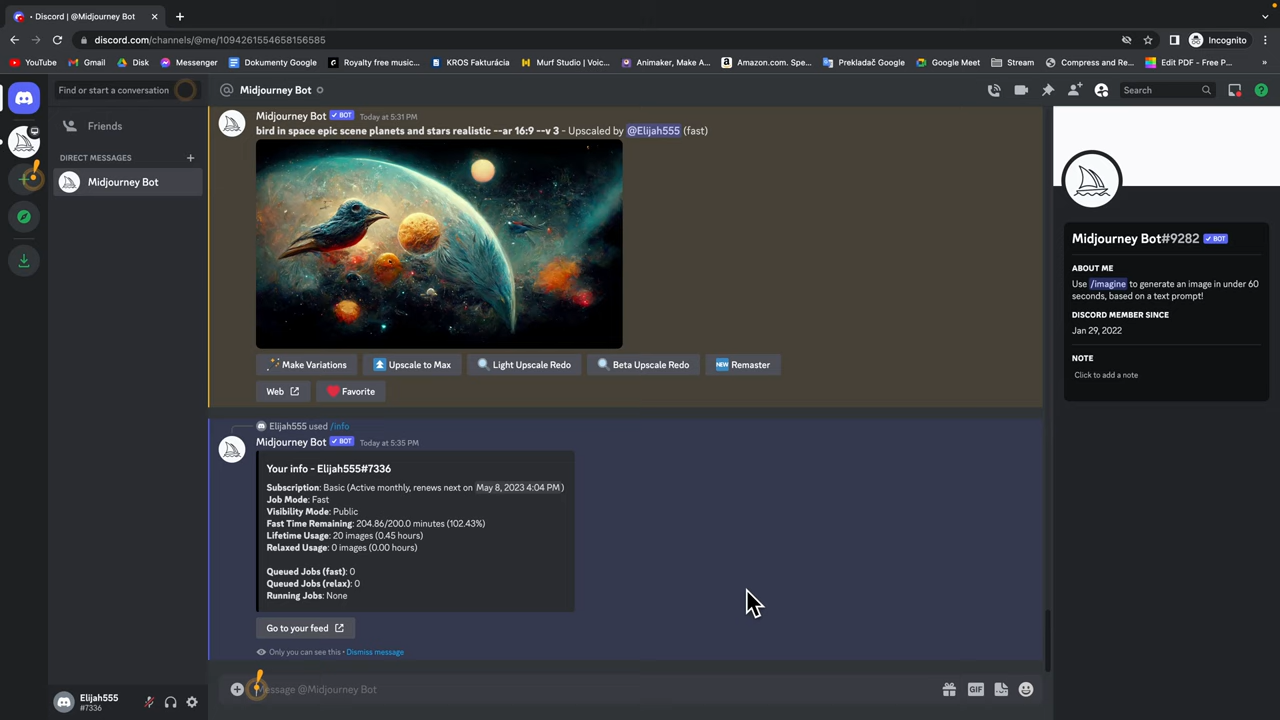 Discord | @Midjourney Bot
discord.com/channels/@me/1094261554658156585
Incognito
YouTube
Gmail
Disk
Messenger
Dokumenty Google
Royalty free music...
KROS Fakturácia
Murf Studio | Voic...
Animaker, Make A...
Amazon.com. Spe...
Prekladač Google
Google Meet
Stream
Compress and Re...
Edit PDF – Free P...
Find or start a conversation
Friends
DIRECT MESSAGES
Midjourney Bot
Elijah555
#7336
Midjourney Bot
Search
Midjourney Bot BOT Today at 5:31 PM
bird in space epic scene planets and stars realistic --ar 16:9 --v 3 - Upscaled by @Elijah555 (fast)
Make Variations
Upscale to Max
Light Upscale Redo
Beta Upscale Redo
NEW Remaster
Web
Favorite
Elijah555 used /info
Midjourney Bot BOT Today at 5:35 PM
Your info - Elijah555#7336
Subscription: Basic (Active monthly, renews next on May 8, 2023 4:04 PM)
Job Mode: Fast
Visibility Mode: Public
Fast Time Remaining: 204.86/200.0 minutes (102.43%)
Lifetime Usage: 20 images (0.45 hours)
Relaxed Usage: 0 images (0.00 hours)
Queued Jobs (fast): 0
Queued Jobs (relax): 0
Running Jobs: None
Go to your feed
Only you can see this • Dismiss message
Message @Midjourney Bot
GIF
Midjourney Bot#9282 BOT
ABOUT ME
Use /imagine to generate an image in under 60
seconds, based on a text prompt!
DISCORD MEMBER SINCE
Jan 29, 2022
NOTE
Click to add a note